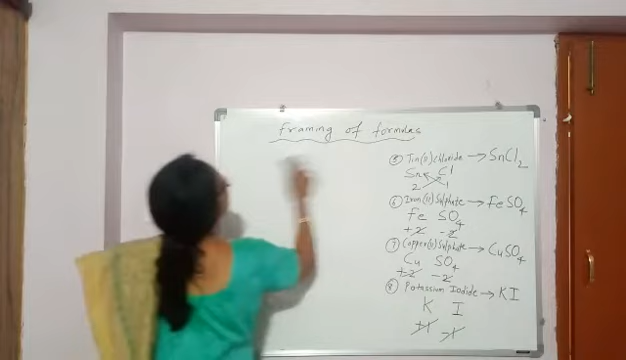 Framing of formulas
⑤ Tin(II)chloride → SnCl₂
Sn Cl
2 1
⑥ Iron(II)Sulphate → FeSO₄
Fe SO₄
+2 -2
⑦ Copper(II)Sulphate → CuSO₄
Cu SO₄
+2 -2
⑧ Potassium Iodide → KI
K I
+1 -1